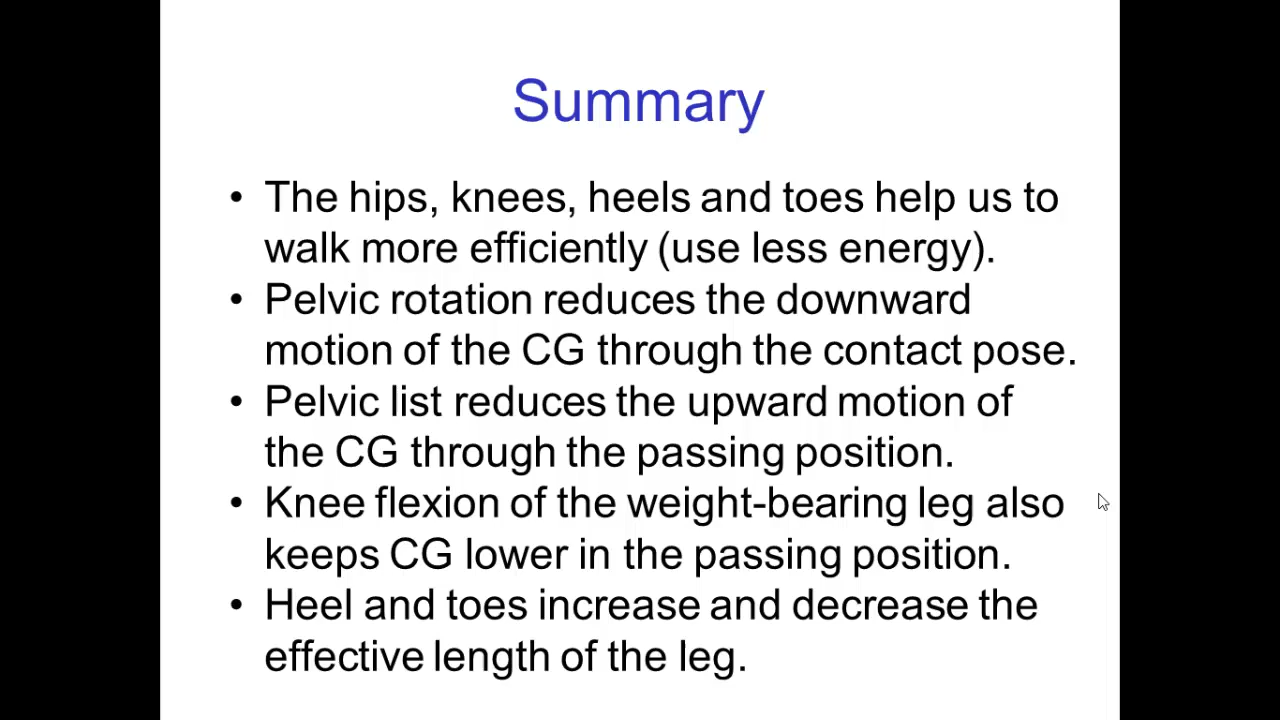 Summary
• The hips, knees, heels and toes help us to
walk more efficiently (use less energy).
• Pelvic rotation reduces the downward
motion of the CG through the contact pose.
• Pelvic list reduces the upward motion of
the CG through the passing position.
• Knee flexion of the weight-bearing leg also
keeps CG lower in the passing position.
• Heel and toes increase and decrease the
effective length of the leg.